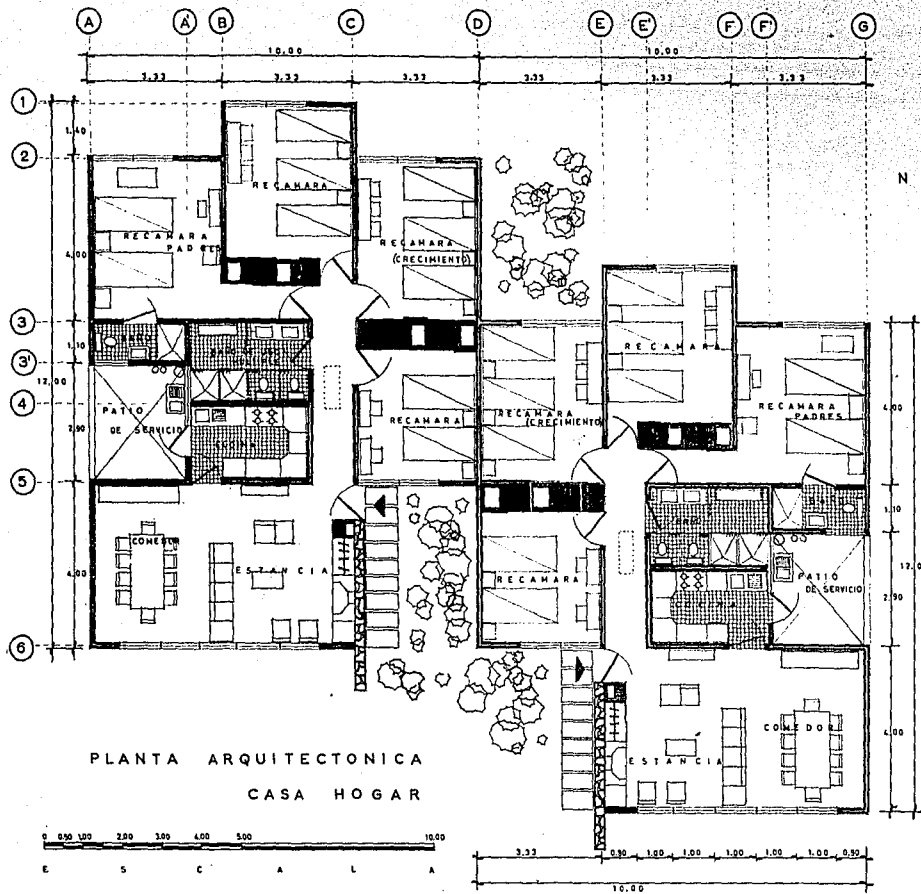 A A' B C D E E' F F' G
10.00 10.00
3.33 3.33 3.33 3.33 3.33 3.33
1
2
3
3'
4
5
6
1.40
4.00
1.10
12.00
2.90
4.00
N
RECAMARA
RECAMARA
PADRES
RECAMARA
(CRECIMIENTO)
BAÑO
PATIO
DE SERVICIO
COCINA
RECAMARA
COMEDOR
ESTANCIA
RECAMARA
RECAMARA
(CRECIMIENTO)
RECAMARA
PADRES
BAÑO
RECAMARA
PATIO
DE SERVICIO
COCINA
COMEDOR
ESTANCIA
4.00
1.10
12.00
2.90
4.00
PLANTA ARQUITECTONICA
CASA HOGAR
0 0.50 1.00 2.00 3.00 4.00 5.00 10.00
E S C A L A
3.33 0.50 1.00 1.00 1.00 1.00 1.00 0.50
10.00